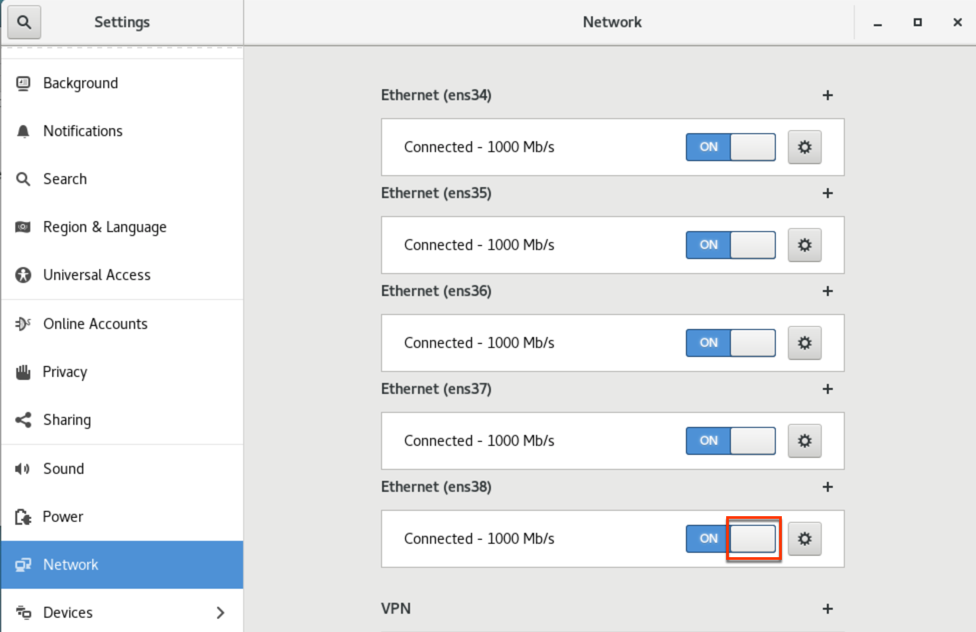 Settings
Network
Background
Notifications
Search
Region & Language
Universal Access
Online Accounts
Privacy
Sharing
Sound
Power
Network
Devices
Ethernet (ens34)
Connected - 1000 Mb/s ON
Ethernet (ens35)
Connected - 1000 Mb/s ON
Ethernet (ens36)
Connected - 1000 Mb/s ON
Ethernet (ens37)
Connected - 1000 Mb/s ON
Ethernet (ens38)
Connected - 1000 Mb/s ON
VPN